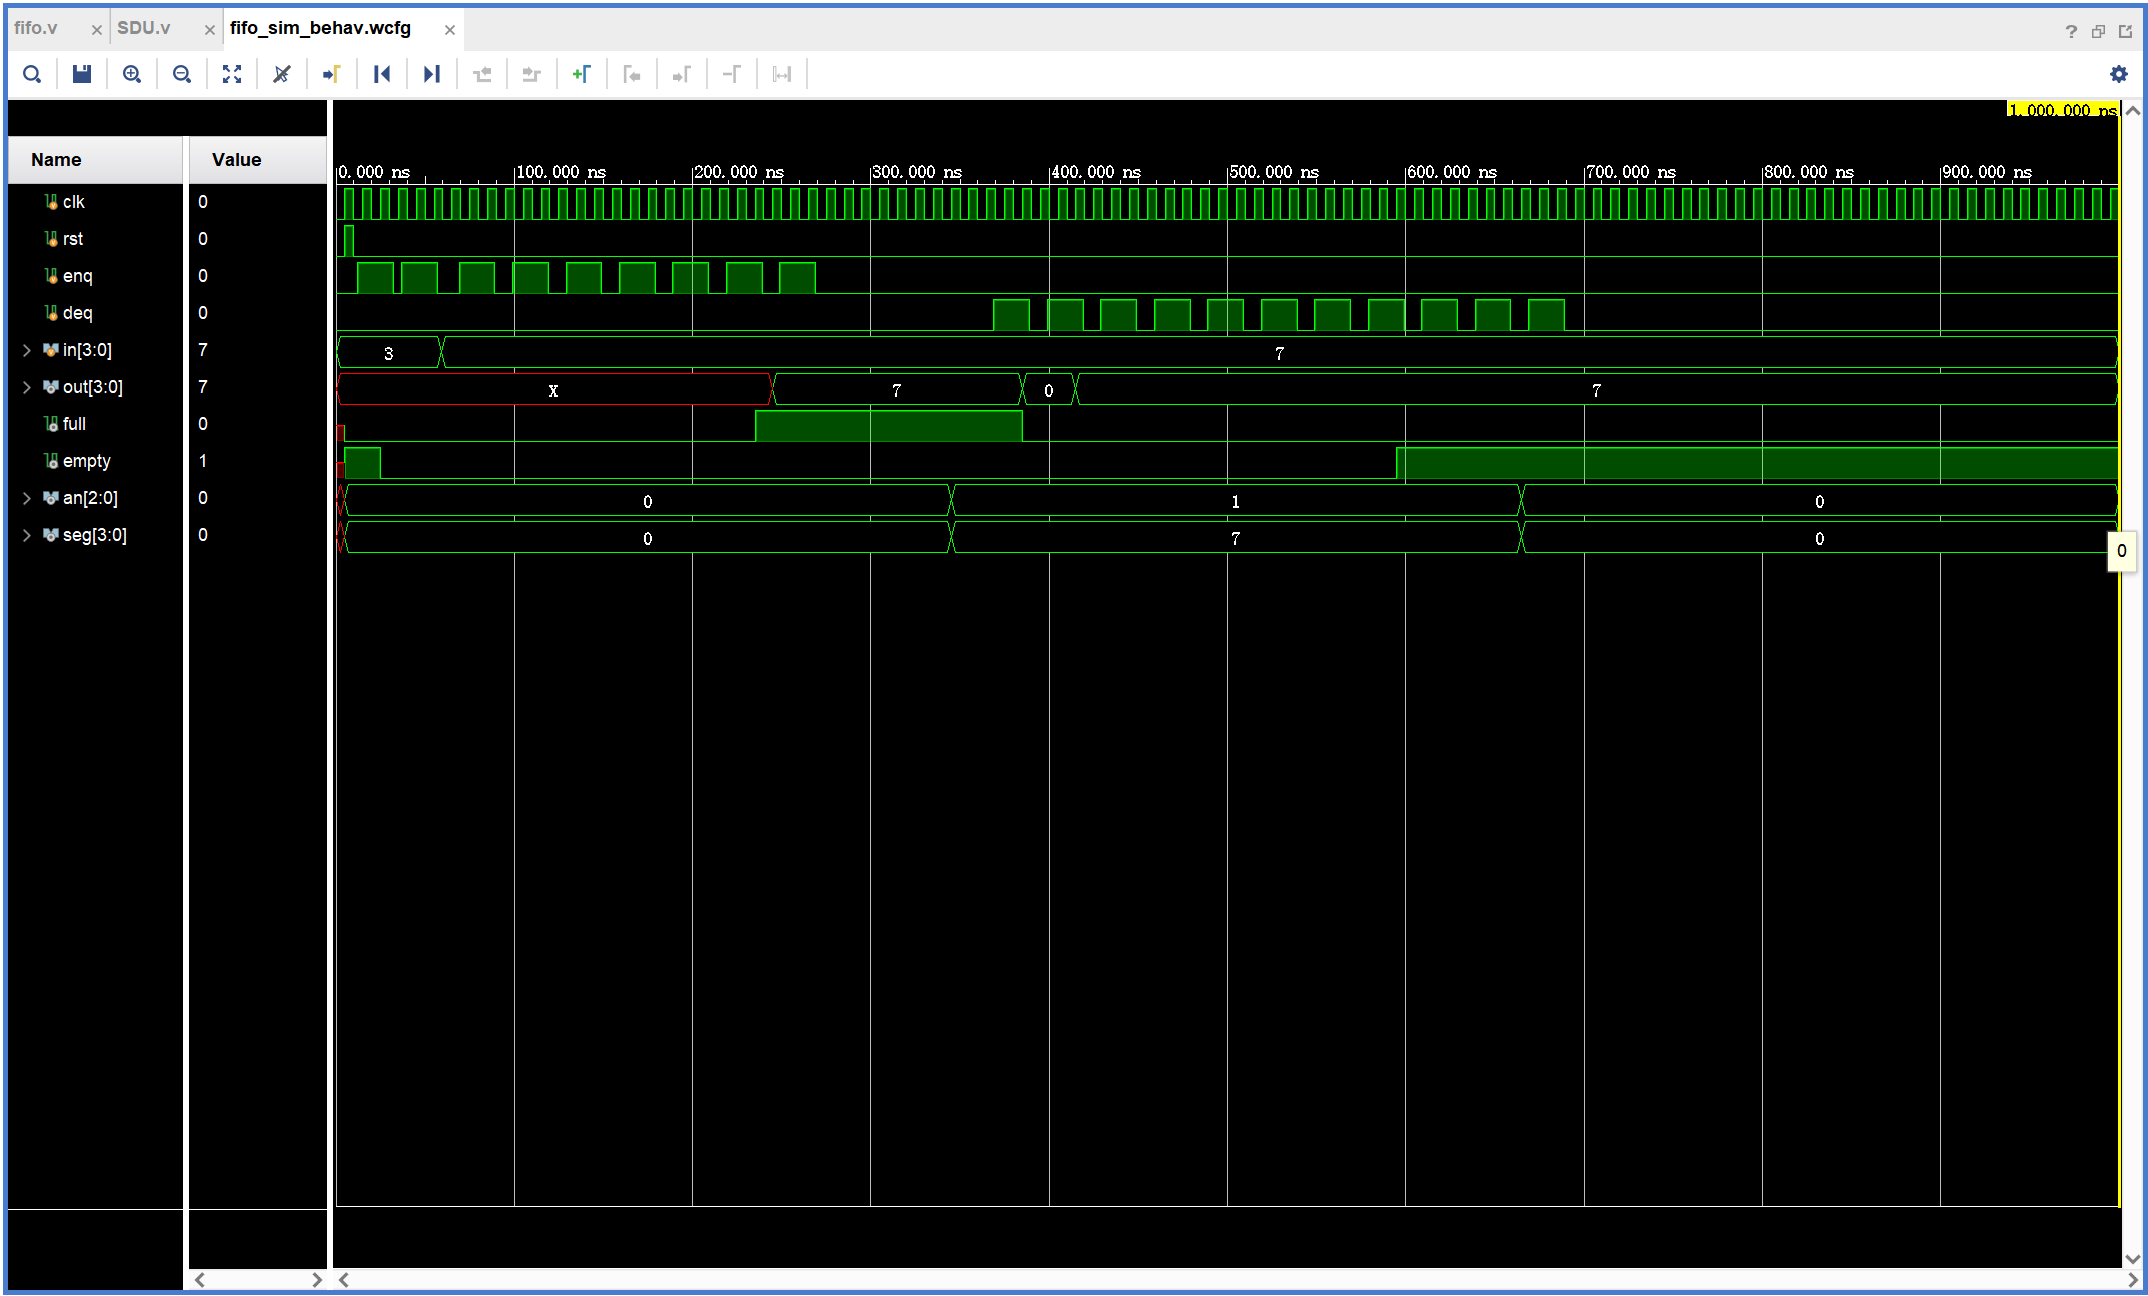 fifo.v × SDU.v × fifo_sim_behav.wcfg ×
1,000.000 ns
Name Value
0.000 ns 100.000 ns 200.000 ns 300.000 ns 400.000 ns 500.000 ns 600.000 ns 700.000 ns 800.000 ns 900.000 ns
clk 0
rst 0
enq 0
deq 0
in[3:0] 7 3 7
out[3:0] 7 X 7 0 7
full 0
empty 1
an[2:0] 0 0 1 0
seg[3:0] 0 0 7 0
0